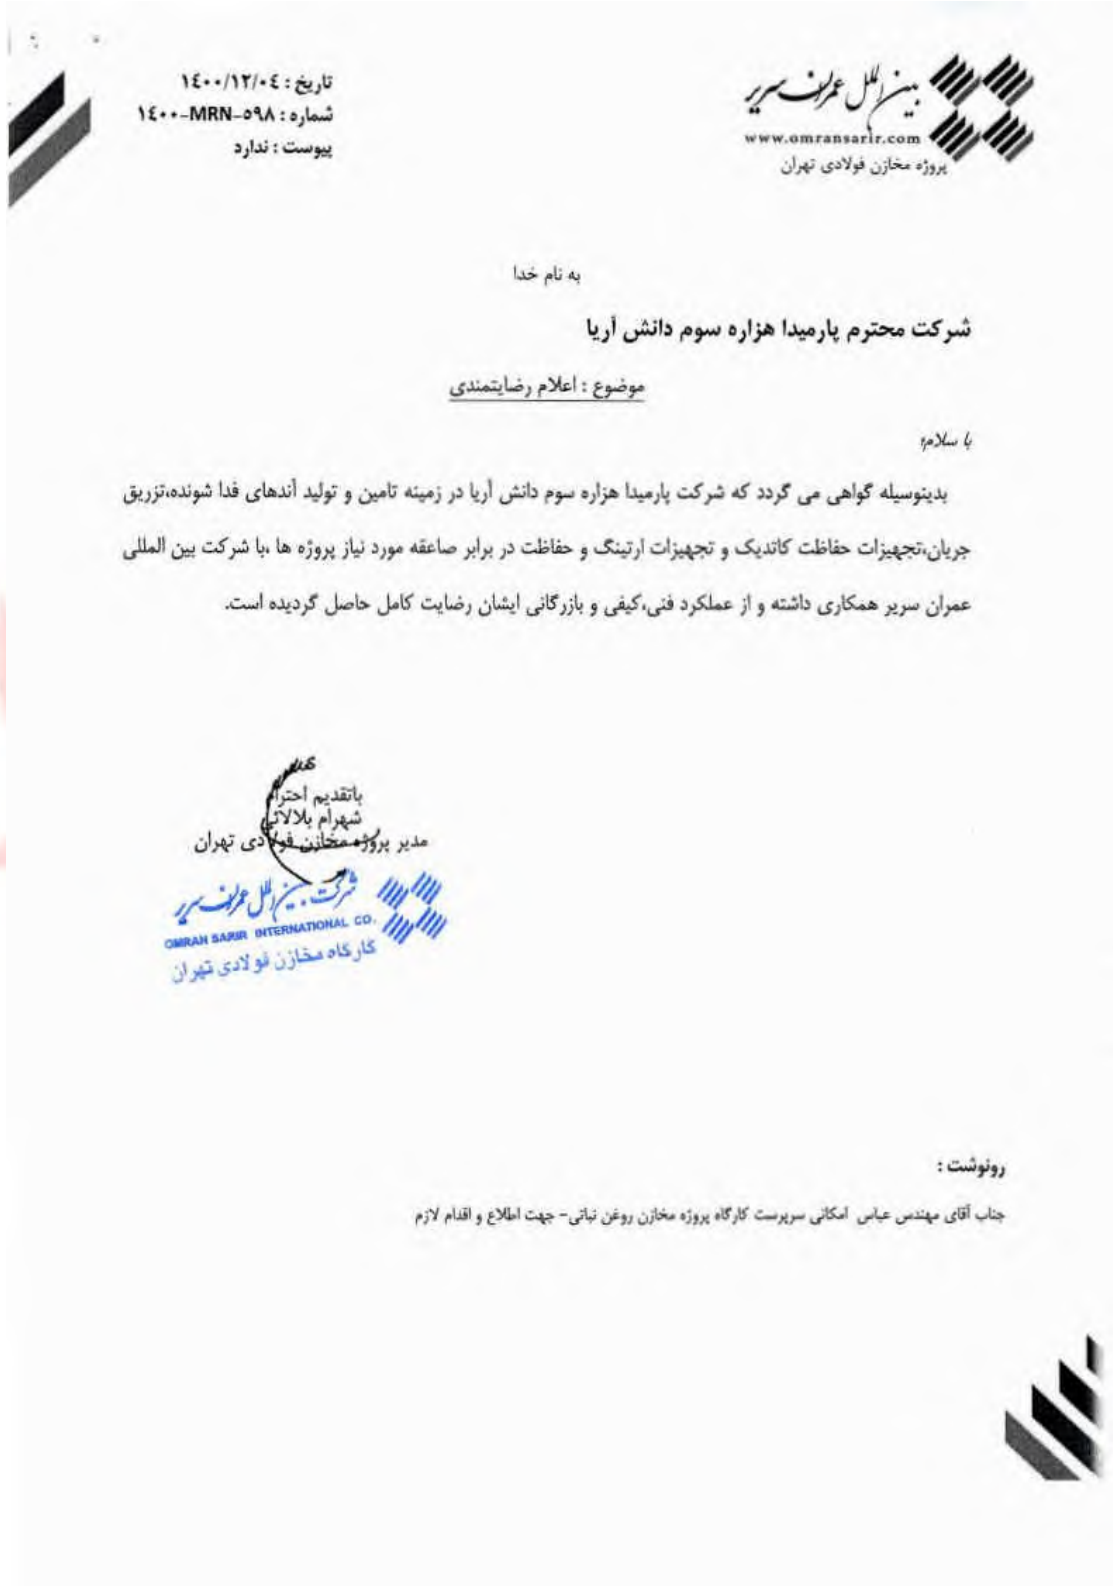 بین الملل عمران سریر
www.omransarir.com
پروژه مخازن فولادی تهران
تاریخ : ١٤٠٠/١٢/٠٤
شماره : ٥٩٨-MRN-١٤٠٠
پیوست : ندارد
به نام خدا
شرکت محترم پارمیدا هزاره سوم دانش آریا
موضوع : اعلام رضایتمندی
با سلام؛
بدینوسیله گواهی می گردد که شرکت پارمیدا هزاره سوم دانش آریا در زمینه تامین و تولید آندهای فدا شونده،تزریق
جریان،تجهیزات حفاظت کاتدیک و تجهیزات ارتینگ و حفاظت در برابر صاعقه مورد نیاز پروژه ها ،با شرکت بین المللی
عمران سریر همکاری داشته و از عملکرد فنی،کیفی و بازرگانی ایشان رضایت کامل حاصل گردیده است.
باتقدیم احترام
شهرام بلالائی
مدیر پروژه مخازن فولادی تهران
شرکت بین الملل عمران سریر
OMRAN SARIR INTERNATIONAL CO.
کارگاه مخازن فولادی تهران
رونوشت :
جناب آقای مهندس عباس امکانی سرپرست کارگاه پروژه مخازن روغن نباتی- جهت اطلاع و اقدام لازم